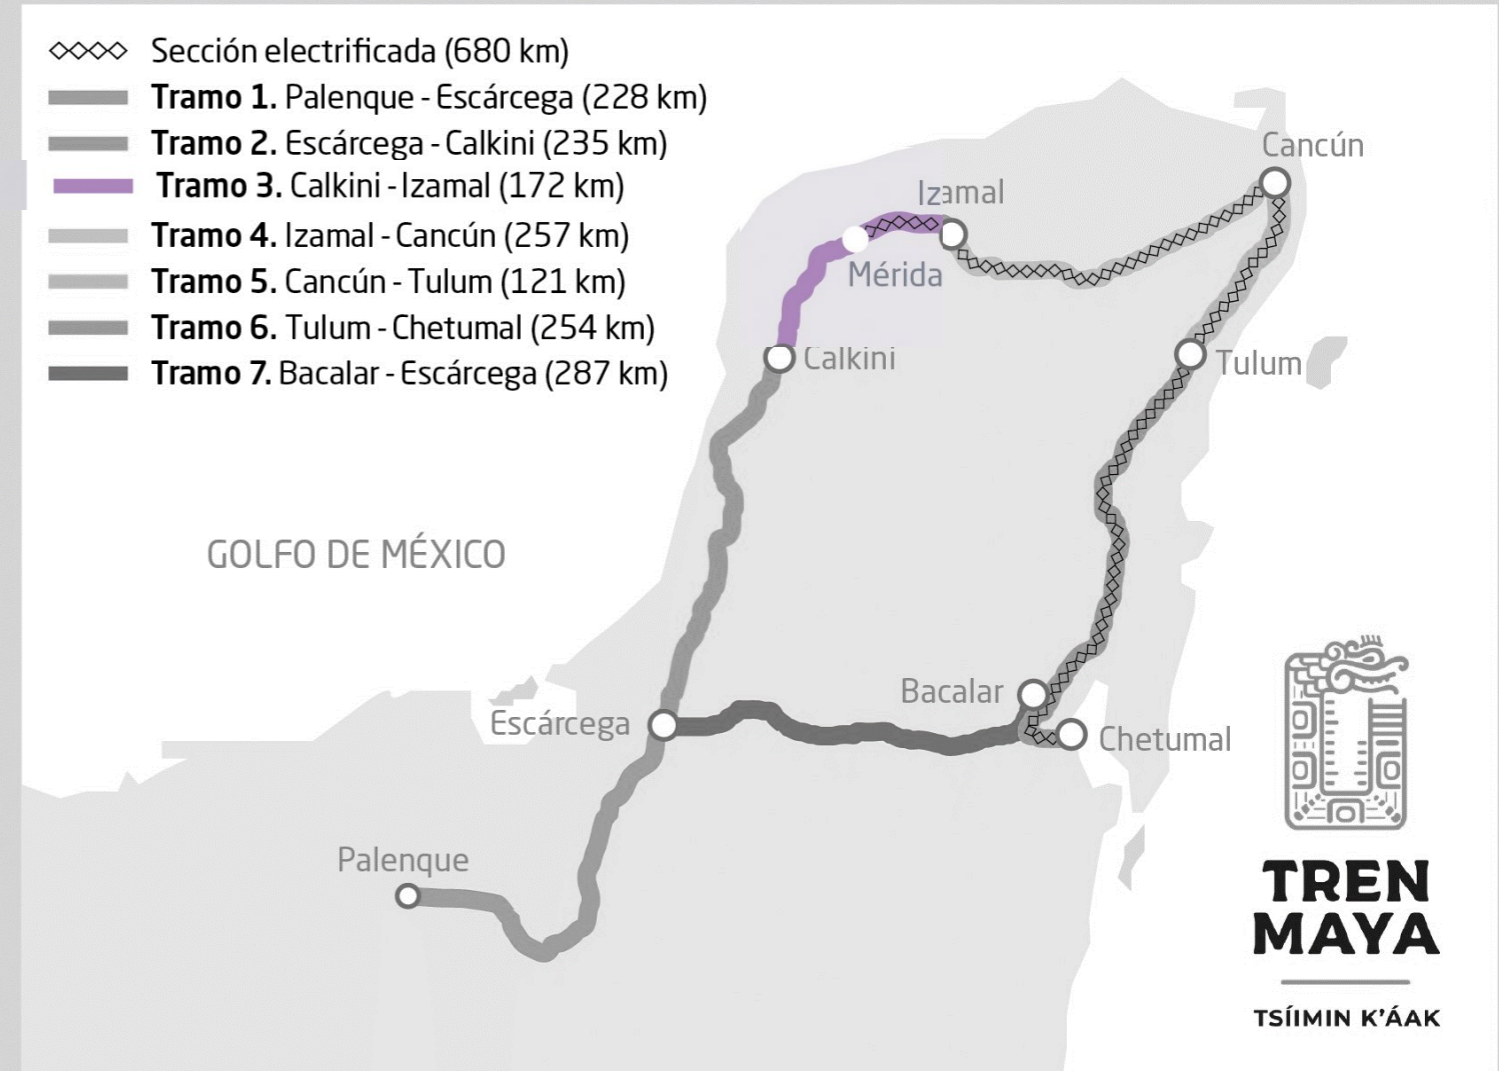 Sección electrificada (680 km)
Tramo 1. Palenque - Escárcega (228 km)
Tramo 2. Escárcega - Calkini (235 km)
Tramo 3. Calkini - Izamal (172 km)
Tramo 4. Izamal - Cancún (257 km)
Tramo 5. Cancún - Tulum (121 km)
Tramo 6. Tulum - Chetumal (254 km)
Tramo 7. Bacalar - Escárcega (287 km)
Cancún
Izamal
Mérida
Calkini
Tulum
GOLFO DE MÉXICO
Bacalar
Escárcega
Chetumal
Palenque
TREN
MAYA
TSÍIMIN K'ÁAK